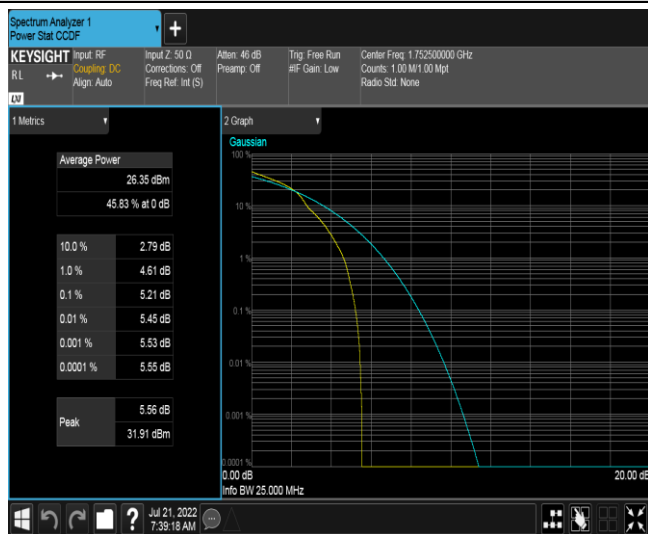 Spectrum Analyzer 1
Power Stat CCDF
+
KEYSIGHT Input: RF Input Z: 50 Ω Atten: 46 dB Trig: Free Run Center Freq: 1.752500000 GHz
RL Coupling: DC Corrections: Off Preamp: Off #IF Gain: Low Counts: 1.00 M/1.00 Mpt
Align: Auto Freq Ref: Int (S) Radio Std: None
LXI
1 Metrics
Average Power
26.35 dBm
45.83 % at 0 dB
10.0 % 2.79 dB
1.0 % 4.61 dB
0.1 % 5.21 dB
0.01 % 5.45 dB
0.001 % 5.53 dB
0.0001 % 5.55 dB
Peak 5.56 dB
31.91 dBm
2 Graph
Gaussian
100 %
10 %
1 %
0.1 %
0.01 %
0.001 %
0.0001 %
0.00 dB 20.00 dB
Info BW 25.000 MHz
? Jul 21, 2022
7:39:18 AM